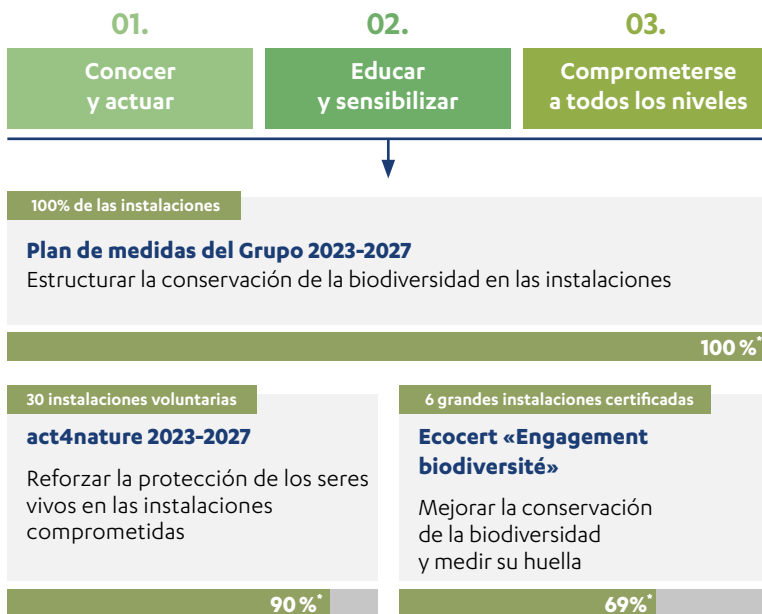 01.
02.
03.
Conocer
y actuar
Educar
y sensibilizar
Comprometerse
a todos los niveles
100% de las instalaciones
Plan de medidas del Grupo 2023-2027
Estructurar la conservación de la biodiversidad en las instalaciones
100 %*
30 instalaciones voluntarias
act4nature 2023-2027
Reforzar la protección de los seres
vivos en las instalaciones
comprometidas
90 %*
6 grandes instalaciones certificadas
Ecocert «Engagement
biodiversité»
Mejorar la conservación
de la biodiversidad
y medir su huella
69%*